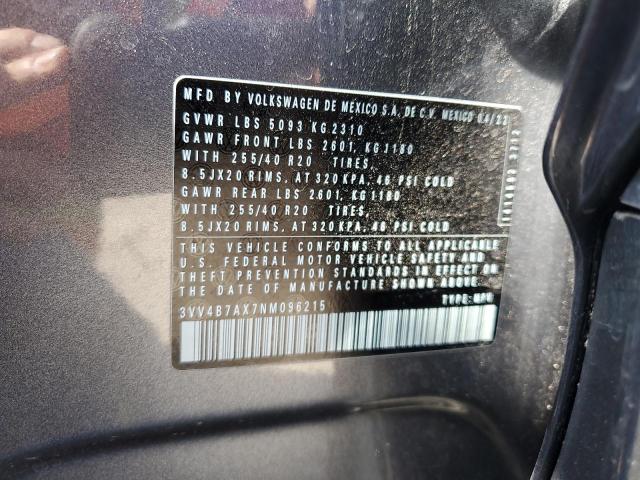 MFD. BY VOLKSWAGEN DE MEXICO S.A. DE C.V. MEXICO 04/22
GVWR LBS 5093 KG.2310
GAWR FRONT LBS 2601, KG 1180
WITH 255/40 R20 TIRES,
8.5JX20 RIMS, AT 320 KPA, 46 PSI COLD
GAWR REAR LBS 2601, KG 1180
WITH 255/40 R20 TIRES,
8.5JX20 RIMS, AT 320 KPA, 46 PSI COLD
THIS VEHICLE CONFORMS TO ALL APPLICABLE
U.S. FEDERAL MOTOR VEHICLE SAFETY AND
THEFT PREVENTION STANDARDS IN EFFECT ON
THE DATE OF MANUFACTURE SHOWN ABOVE.
3VV4B7AX7NM096215 TYPE: MPV